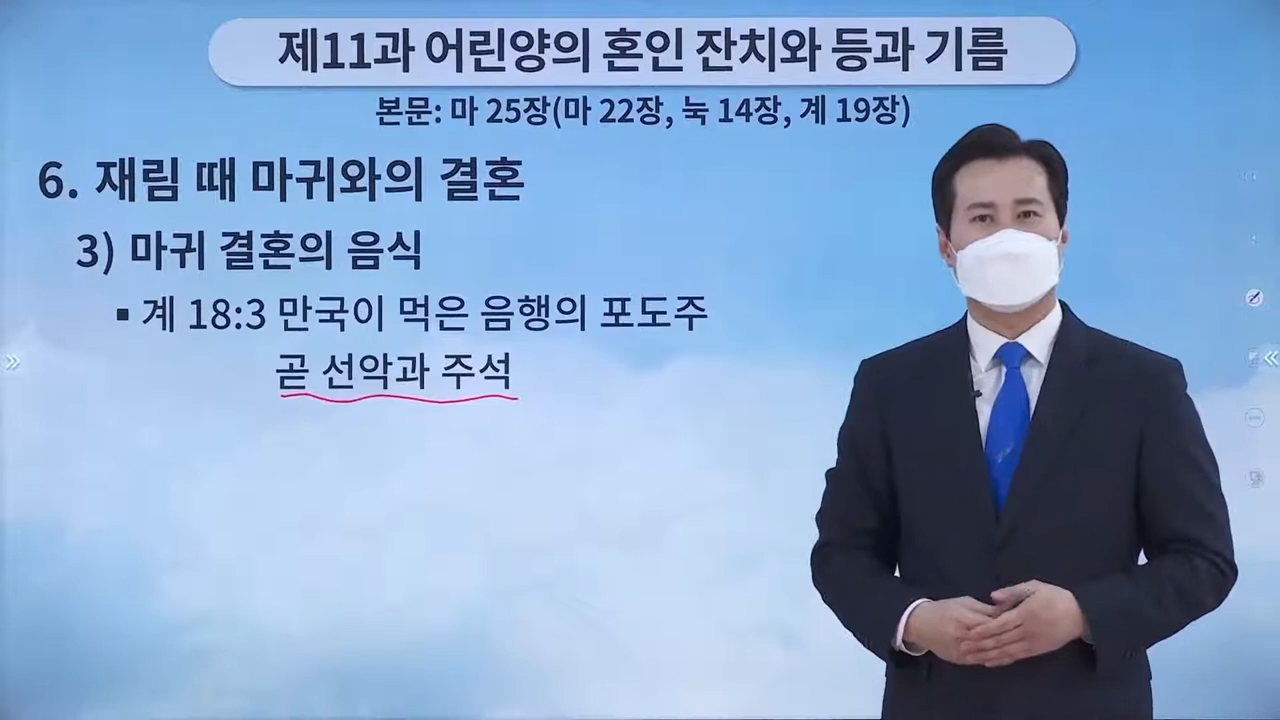 제11과 어린양의 혼인 잔치와 등과 기름
본문: 마 25장(마 22장, 눅 14장, 계 19장)
6. 재림 때 마귀와의 결혼
3) 마귀 결혼의 음식
▪ 계 18:3 만국이 먹은 음행의 포도주
곧 선악과 주석